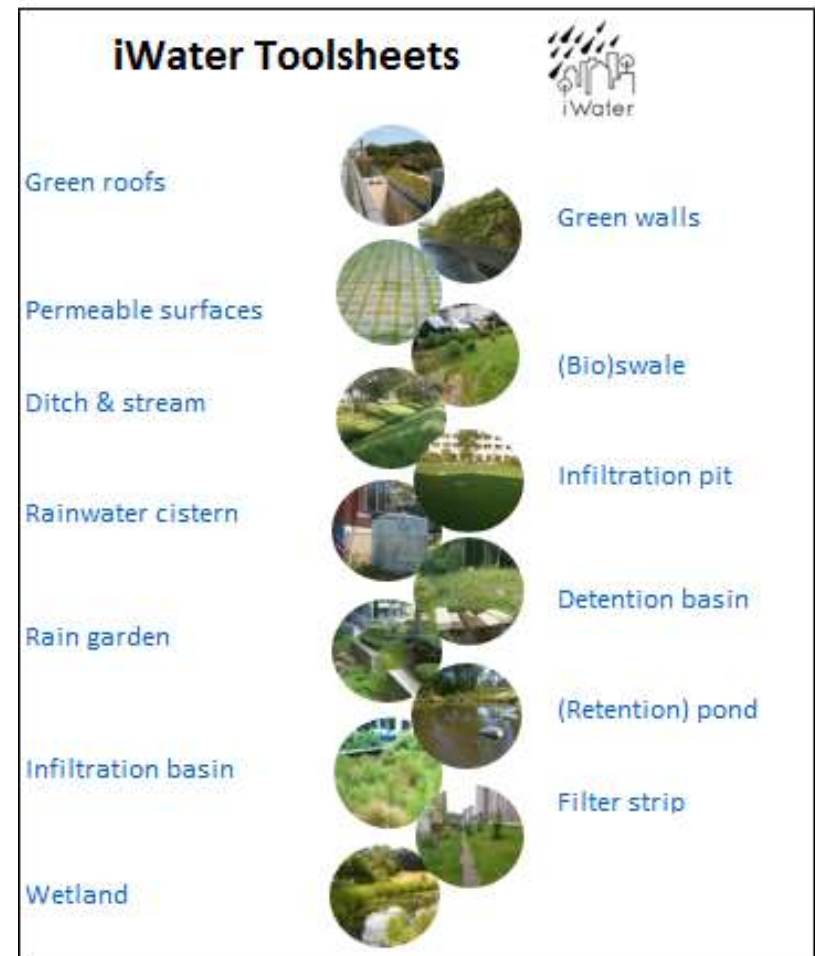 iWater Toolsheets
iWater
Green roofs
Green walls
Permeable surfaces
(Bio)swale
Ditch & stream
Infiltration pit
Rainwater cistern
Detention basin
Rain garden
(Retention) pond
Infiltration basin
Filter strip
Wetland